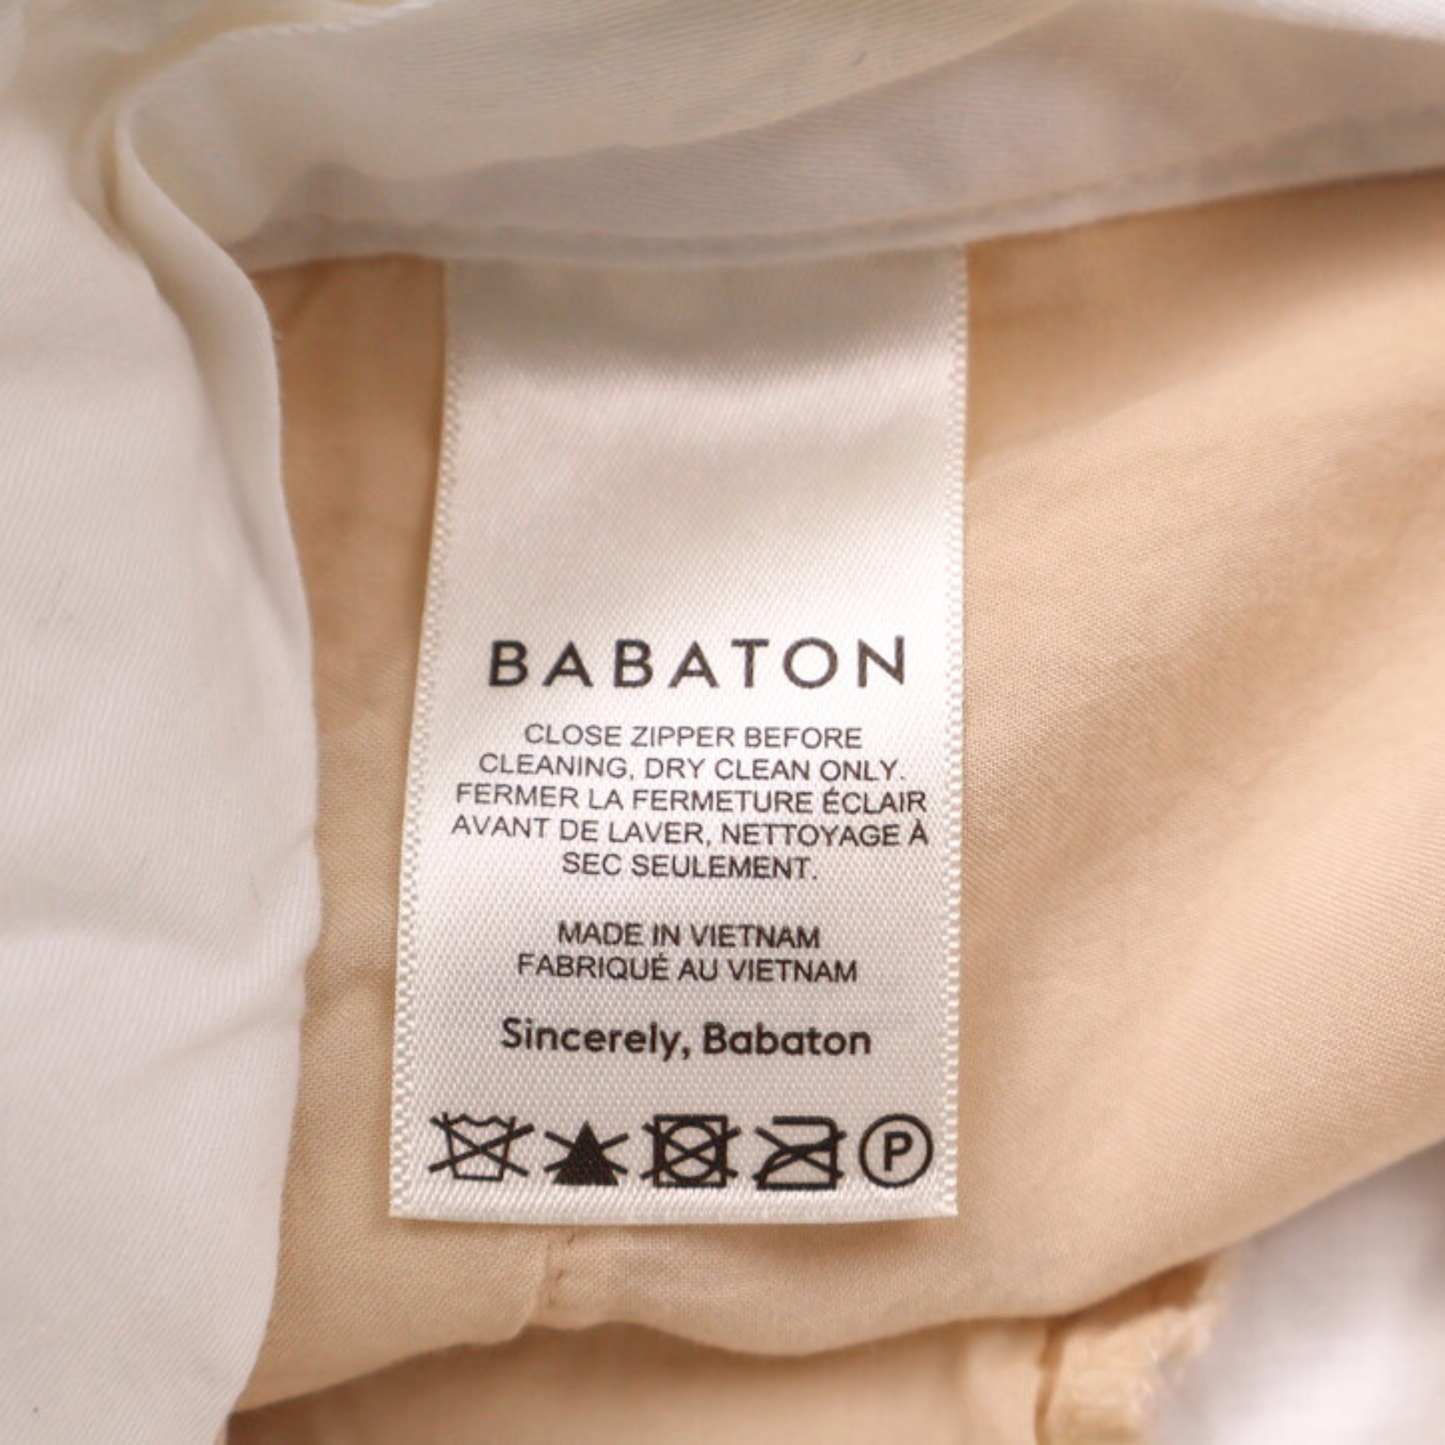 BABATON
CLOSE ZIPPER BEFORE
CLEANING, DRY CLEAN ONLY.
FERMER LA FERMETURE ÉCLAIR
AVANT DE LAVER, NETTOYAGE À
SEC SEULEMENT.
MADE IN VIETNAM
FABRIQUÉ AU VIETNAM
Sincerely, Babaton
P